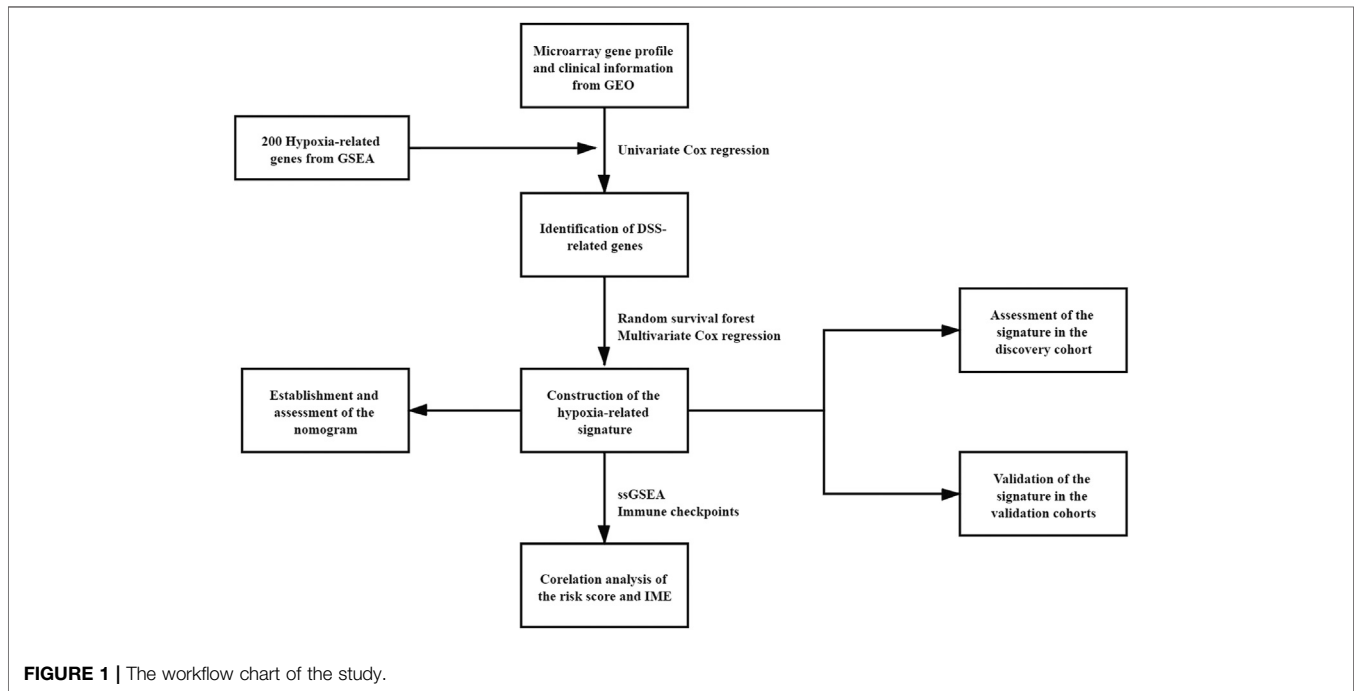 Microarray gene profile
and clinical information
from GEO
200 Hypoxia-related
genes from GSEA
Univariate Cox regression
Identification of DSS-
related genes
Random survival forest
Multivariate Cox regression
Assessment of the
signature in the
discovery cohort
Establishment and
assessment of the
nomogram
Construction of the
hypoxia-related
signature
Validation of the
signature in the
validation cohorts
ssGSEA
Immune checkpoints
Corelation analysis of
the risk score and IME
FIGURE 1 | The workflow chart of the study.